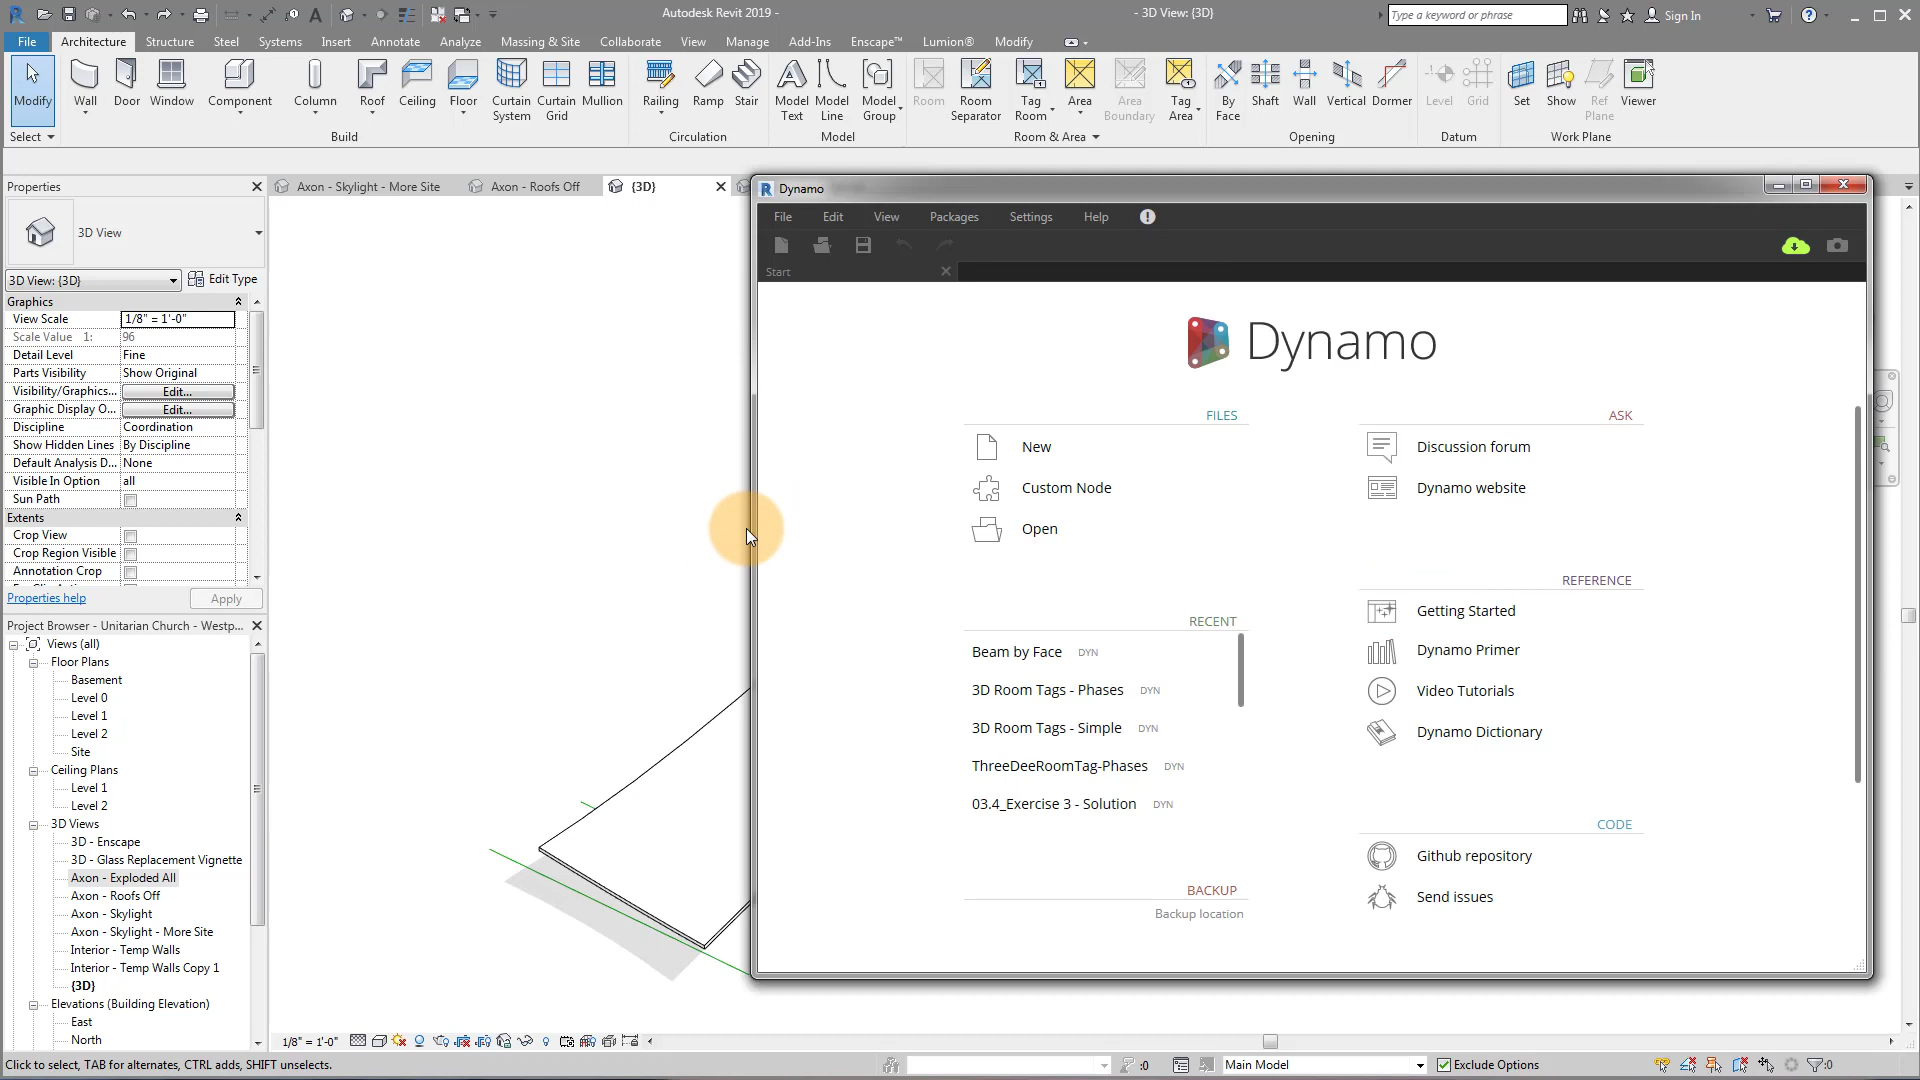 Autodesk Revit 2019 -
- 3D View: {3D}
Type a keyword or phrase
Sign In
File Architecture Structure Steel Systems Insert Annotate Analyze Massing & Site Collaborate View Manage Add-Ins Enscape™ Lumion® Modify
Modify
Wall
Door
Window
Component
Column
Roof
Ceiling
Floor
Curtain System
Curtain Grid
Mullion
Railing
Ramp
Stair
Model Text
Model Line
Model Group
Room
Room Separator
Tag Room
Area
Area Boundary
Tag Area
By Face
Shaft
Wall
Vertical
Dormer
Level
Grid
Set
Show
Ref Plane
Viewer
Select
Build
Circulation
Model
Room & Area
Opening
Datum
Work Plane
Properties
3D View
3D View: {3D}
Edit Type
Graphics
View Scale 1/8" = 1'-0"
Scale Value 1: 96
Detail Level Fine
Parts Visibility Show Original
Visibility/Graphics... Edit...
Graphic Display O... Edit...
Discipline Coordination
Show Hidden Lines By Discipline
Default Analysis D... None
Visible In Option all
Sun Path
Extents
Crop View
Crop Region Visible
Annotation Crop
Properties help
Apply
Project Browser - Unitarian Church - Westp...
Views (all)
Floor Plans
Basement
Level 0
Level 1
Level 2
Site
Ceiling Plans
Level 1
Level 2
3D Views
3D - Enscape
3D - Glass Replacement Vignette
Axon - Exploded All
Axon - Roofs Off
Axon - Skylight
Axon - Skylight - More Site
Interior - Temp Walls
Interior - Temp Walls Copy 1
{3D}
Elevations (Building Elevation)
East
North
Axon - Skylight - More Site
Axon - Roofs Off
{3D}
Dynamo
File Edit View Packages Settings Help
Start
Dynamo
FILES
New
Custom Node
Open
RECENT
Beam by Face DYN
3D Room Tags - Phases DYN
3D Room Tags - Simple DYN
ThreeDeeRoomTag-Phases DYN
03.4_Exercise 3 - Solution DYN
BACKUP
Backup location
ASK
Discussion forum
Dynamo website
REFERENCE
Getting Started
Dynamo Primer
Video Tutorials
Dynamo Dictionary
CODE
Github repository
Send issues
1/8" = 1'-0"
Click to select, TAB for alternates, CTRL adds, SHIFT unselects.
:0
Main Model
Exclude Options
:0